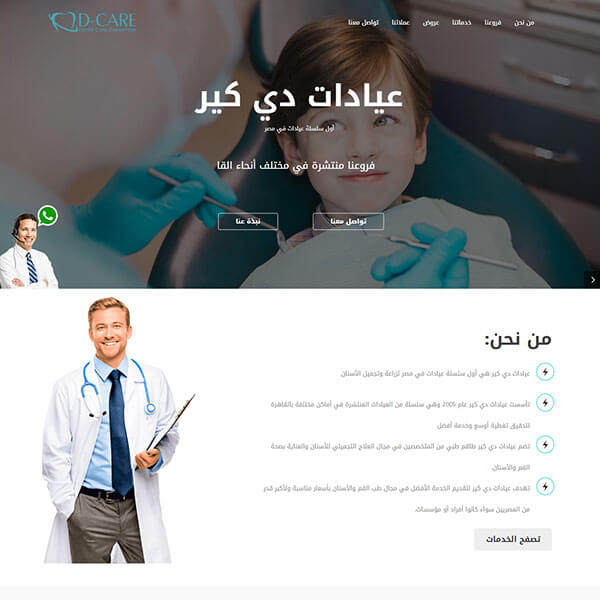 D-CARE
Dental Care Everywhere
من نحن
فروعنا
خدماتنا
عروض
عملائنا
تواصل معنا
عيادات دي كير
أول سلسلة عيادات في مصر
فروعنا منتشرة في مختلف أنحاء القا
تواصل معنا
نبذة عنا
من نحن:
عيادات دي كير هي أول سلسلة عيادات في مصر لزراعة وتجميل الأسنان.
تأسست عيادات دي كير عام 2005 وهي سلسلة من العيادات المنتشرة في أماكن مختلفة بالقاهرة
لتحقيق تغطية أوسع وخدمة أفضل
تضم عيادات دي كير طاقم طبي من المتخصصين في مجال العلاج التجميلي للأسنان والعناية بصحة
الفم والأسنان.
تهدف عيادات دي كير لتقديم الخدمة الأفضل في مجال طب الفم والأسنان بأسعار مناسبة ولأكبر قدر
من المصريين سواء كانوا أفراد أو مؤسسات.
تصفح الخدمات